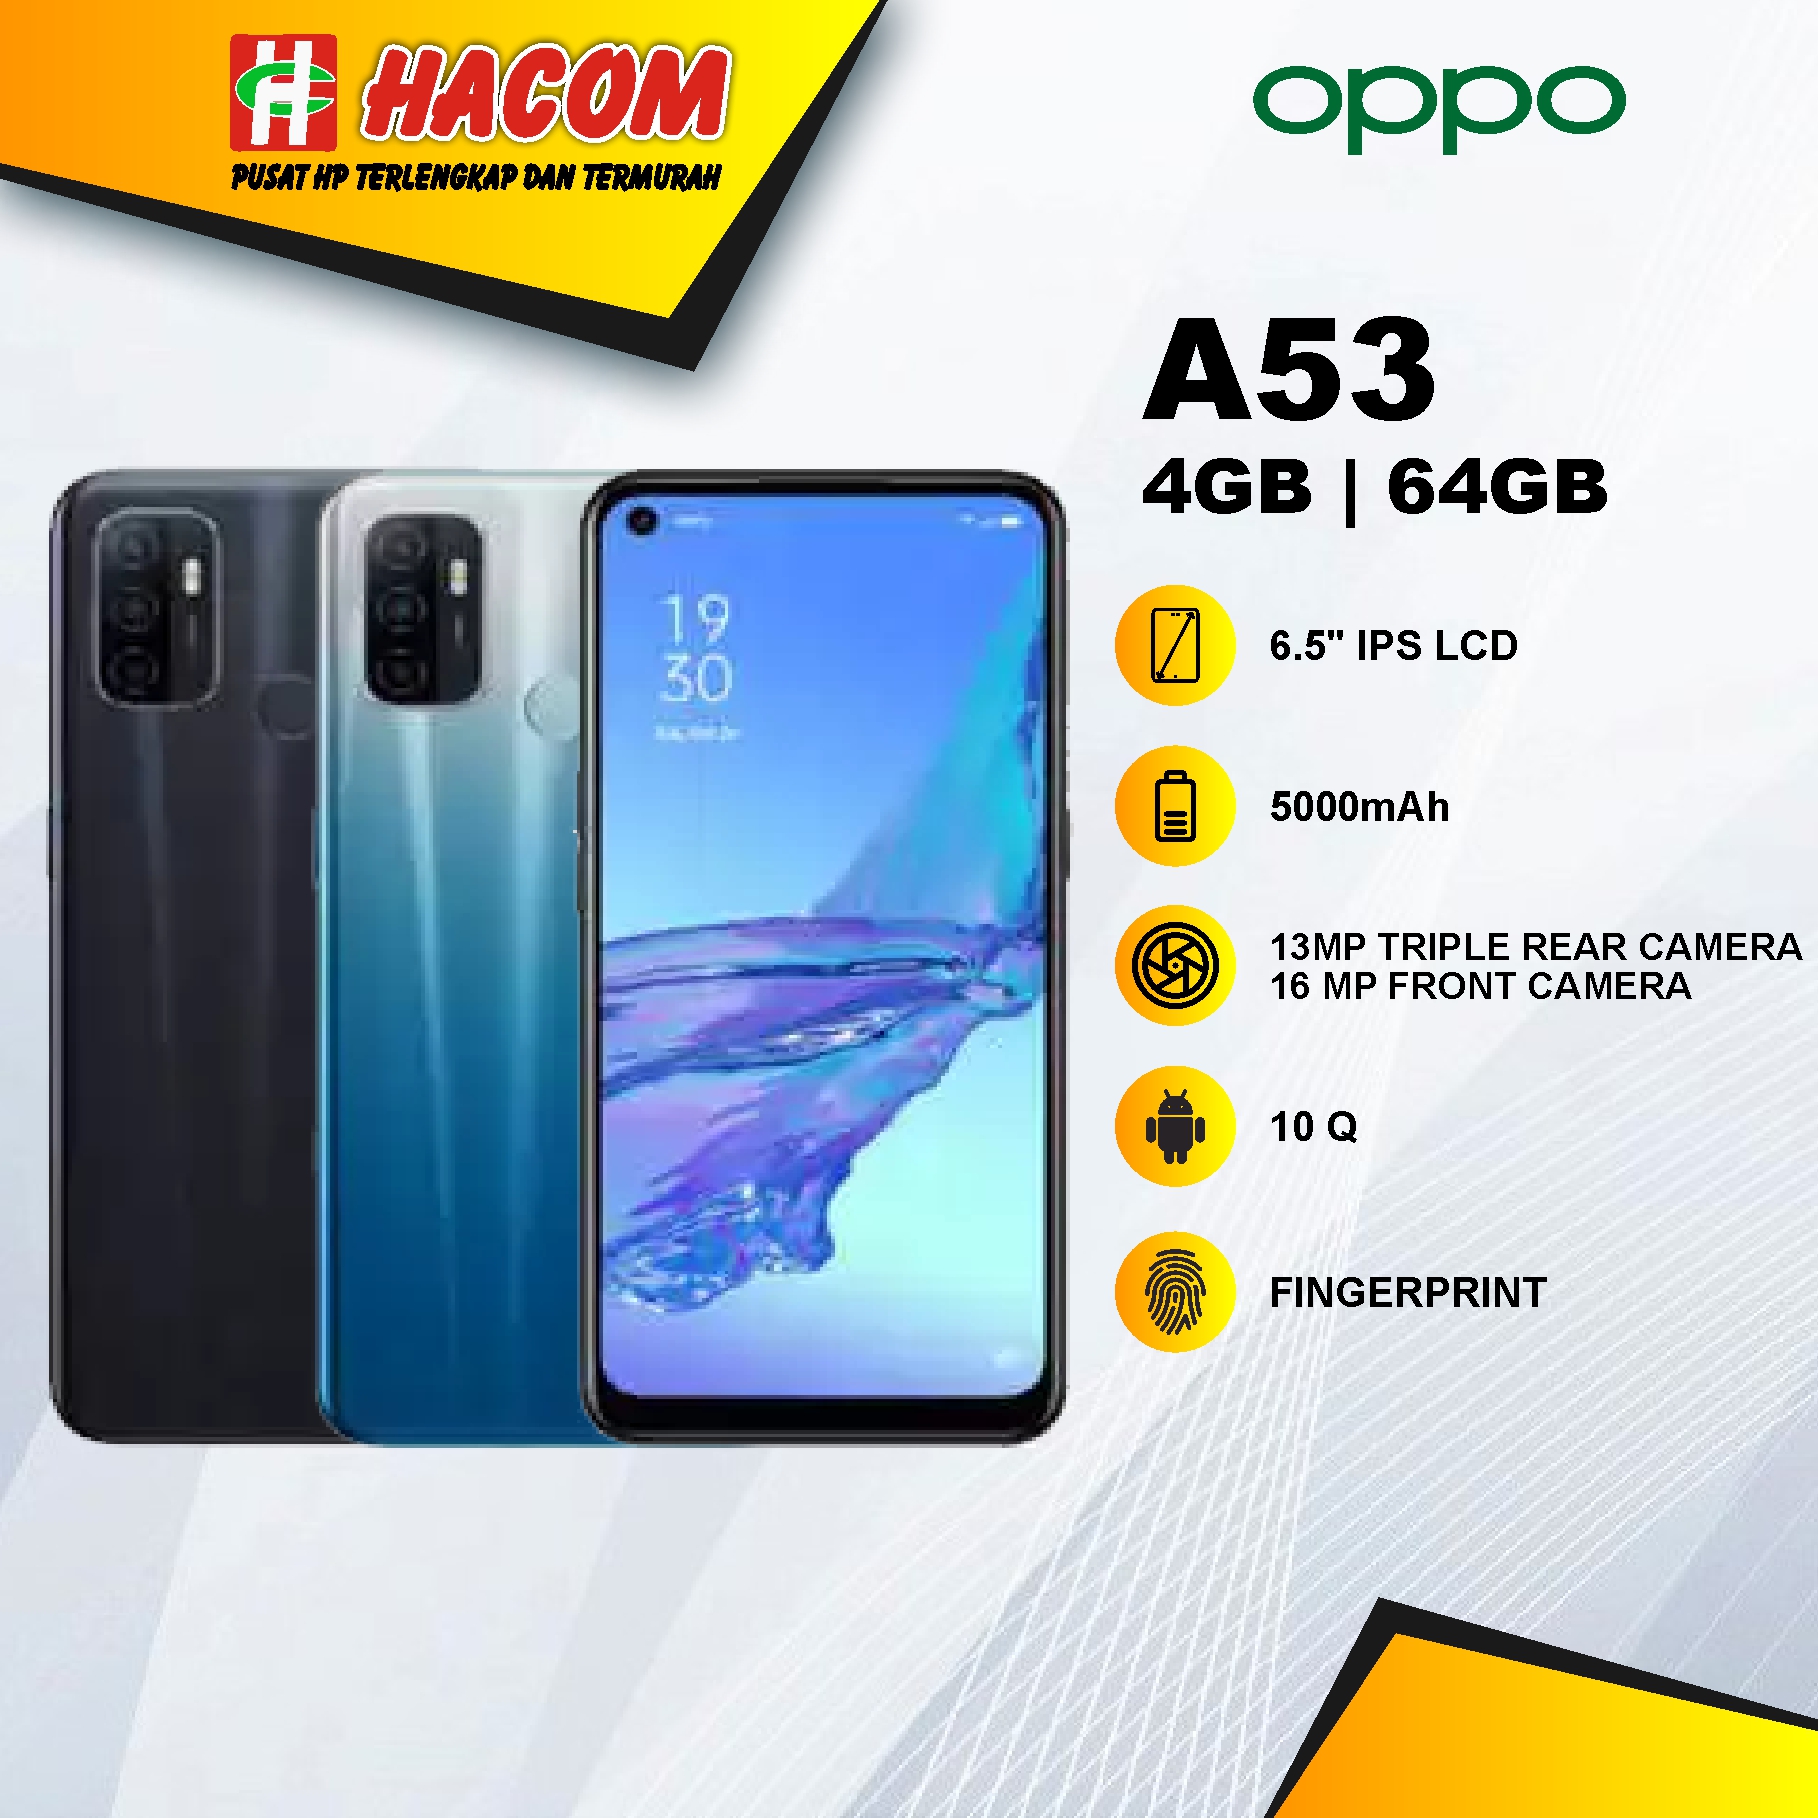 HACOM
PUSAT HP TERLENGKAP DAN TERMURAH
oppo
A53
4GB | 64GB
19
30
6.5" IPS LCD
5000mAh
13MP TRIPLE REAR CAMERA
16 MP FRONT CAMERA
10 Q
FINGERPRINT